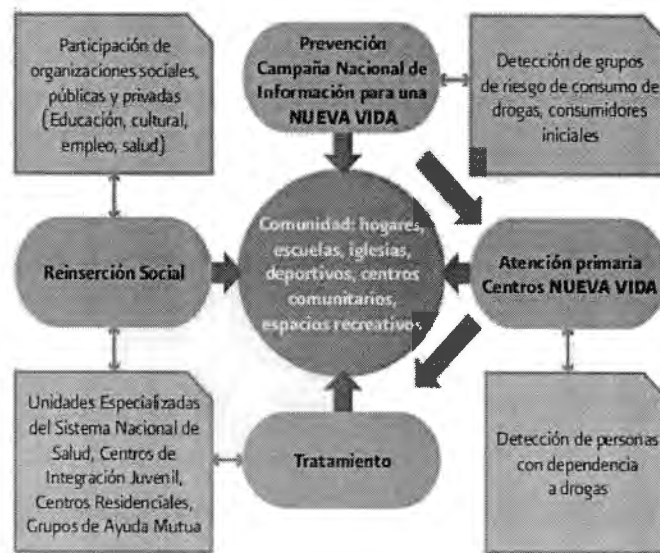 Participación de
organizaciones sociales,
públicas y privadas
(Educación, cultural,
empleo, salud)
Prevención
Campaña Nacional de
Información para una
NUEVA VIDA
Detección de grupos
de riesgo de consumo de
drogas, consumidores
iniciales
Reinserción Social
Comunidad: hogares,
escuelas, iglesias,
deportivos, centros
comunitarios,
espacios recreativos
Atención primaria
Centros NUEVA VIDA
Unidades Especializadas
del Sistema Nacional de
Salud, Centros de
Integración Juvenil,
Centros Residenciales,
Grupos de Ayuda Mutua
Tratamiento
Detección de personas
con dependencia
a drogas